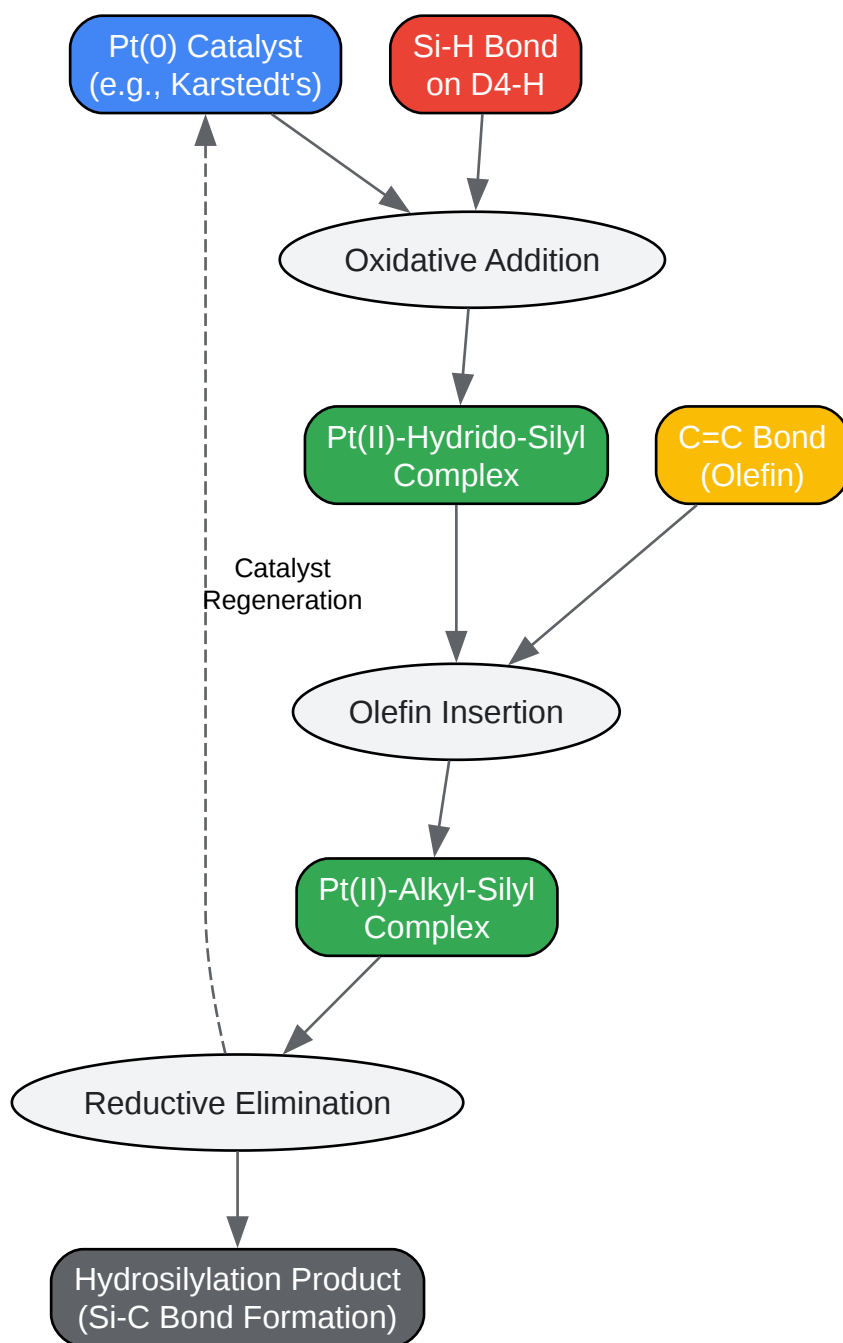 Pt(0) Catalyst
(e.g., Karstedt's)
Si-H Bond
on D4-H
Oxidative Addition
Pt(II)-Hydrido-Silyl
Complex
C=C Bond
(Olefin)
Catalyst
Regeneration
Olefin Insertion
Pt(II)-Alkyl-Silyl
Complex
Reductive Elimination
Hydrosilylation Product
(Si-C Bond Formation)